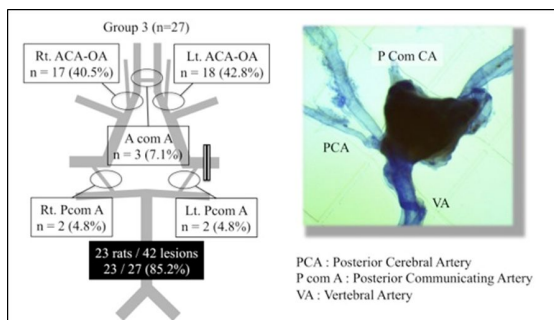 Group 3 (n=27)
Rt. ACA-OA
n = 17 (40.5%)
Lt. ACA-OA
n = 18 (42.8%)
A com A
n = 3 (7.1%)
Rt. Pcom A
n = 2 (4.8%)
Lt. Pcom A
n = 2 (4.8%)
23 rats / 42 lesions
23 / 27 (85.2%)
P Com CA
PCA
VA
PCA : Posterior Cerebral Artery
P com A : Posterior Communicating Artery
VA : Vertebral Artery